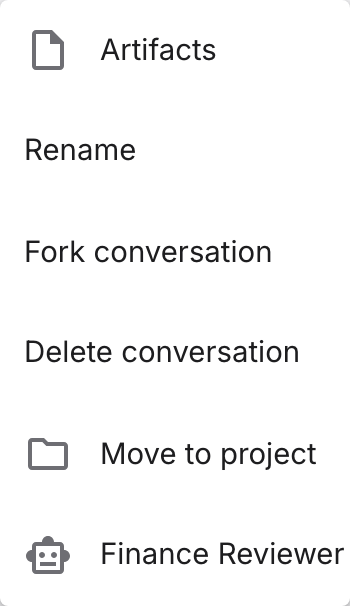 Artifacts
Rename
Fork conversation
Delete conversation
Move to project
Finance Reviewer